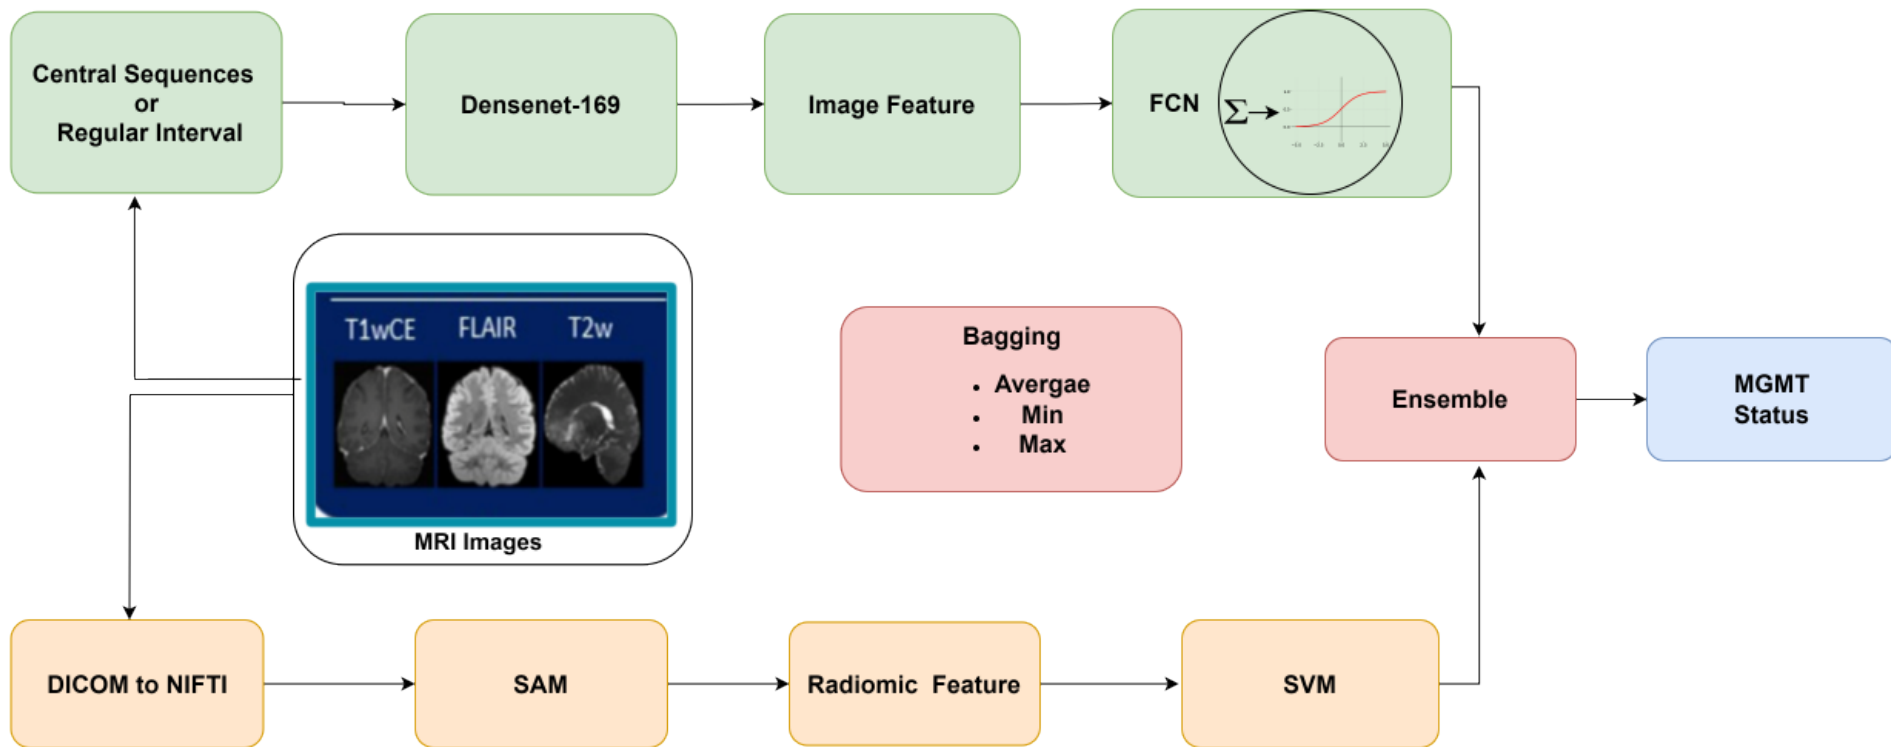 Central Sequences
or
Regular Interval
Densenet-169
Image Feature
FCN
Σ
T1wCE
FLAIR
T2w
MRI Images
Bagging
• Avergae
• Min
• Max
Ensemble
MGMT
Status
DICOM to NIFTI
SAM
Radiomic Feature
SVM